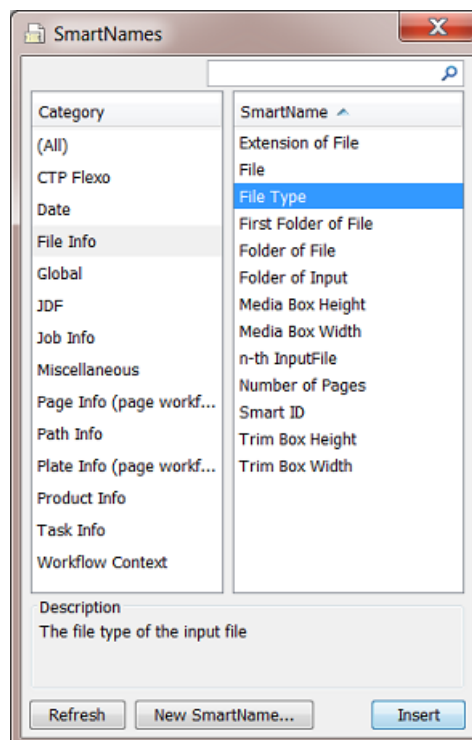 SmartNames
Category
(All)
CTP Flexo
Date
File Info
Global
JDF
Job Info
Miscellaneous
Page Info (page workf...
Path Info
Plate Info (page workf...
Product Info
Task Info
Workflow Context
SmartName
Extension of File
File
File Type
First Folder of File
Folder of File
Folder of Input
Media Box Height
Media Box Width
n-th InputFile
Number of Pages
Smart ID
Trim Box Height
Trim Box Width
Description
The file type of the input file
Refresh
New SmartName...
Insert